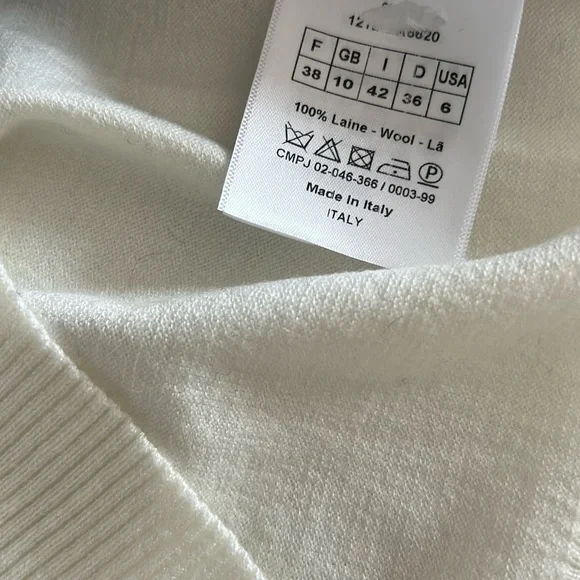 F GB I D USA
38 10 42 36 6
100% Laine - Wool - Lã
P
CMPJ 02-046-366 / 0003-99
Made In Italy
ITALY